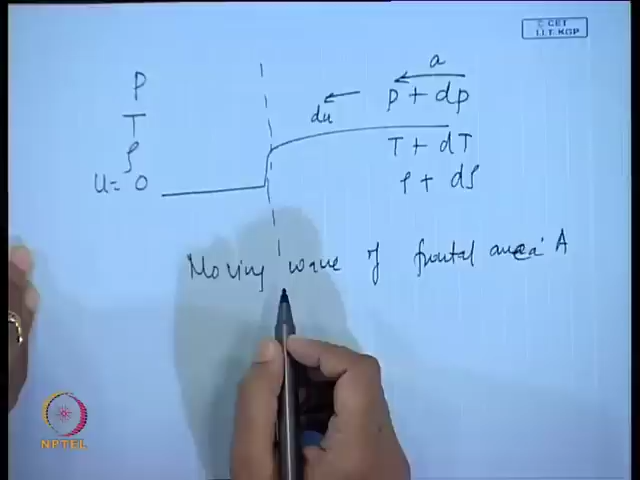 © CET
I.I.T. KGP
P
T
ρ
u = 0
a
du
p + dp
T + dT
ρ + dρ
Moving wave of frontal area A
NPTEL